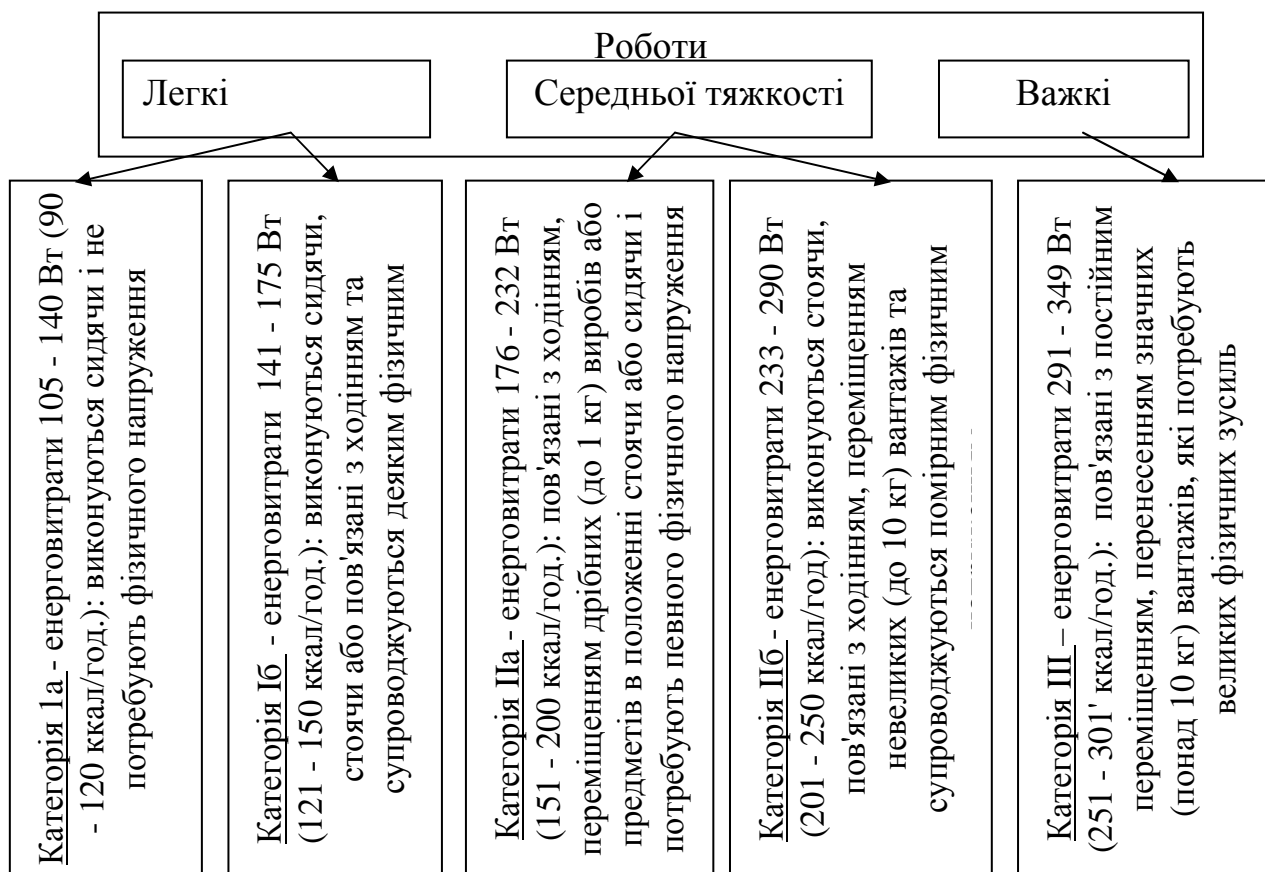 Роботи
Легкі
Середньої тяжкості
Важкі
Категорія 1а - енерговитрати 105 - 140 Вт (90
- 120 ккал/год.): виконуються сидячи і не
потребують фізичного напруження
Категорія Іб - енерговитрати 141 - 175 Вт
(121 - 150 ккал/год.): виконуються сидячи,
стоячи або пов'язані з ходінням та
супроводжуються деяким фізичним
Категорія ІІа - енерговитрати 176 - 232 Вт
(151 - 200 ккал/год.): пов'язані з ходінням,
переміщенням дрібних (до 1 кг) виробів або
предметів в положенні стоячи або сидячи і
потребують певного фізичного напруження
Категорія ІІб - енерговитрати 233 - 290 Вт
(201 - 250 ккал/год): виконуються стоячи,
пов'язані з ходінням, переміщенням
невеликих (до 10 кг) вантажів та
супроводжуються помірним фізичним
Категорія ІІІ – енерговитрати 291 - 349 Вт
(251 - 301' ккал/год.): пов'язані з постійним
переміщенням, перенесенням значних
(понад 10 кг) вантажів, які потребують
великих фізичних зусиль